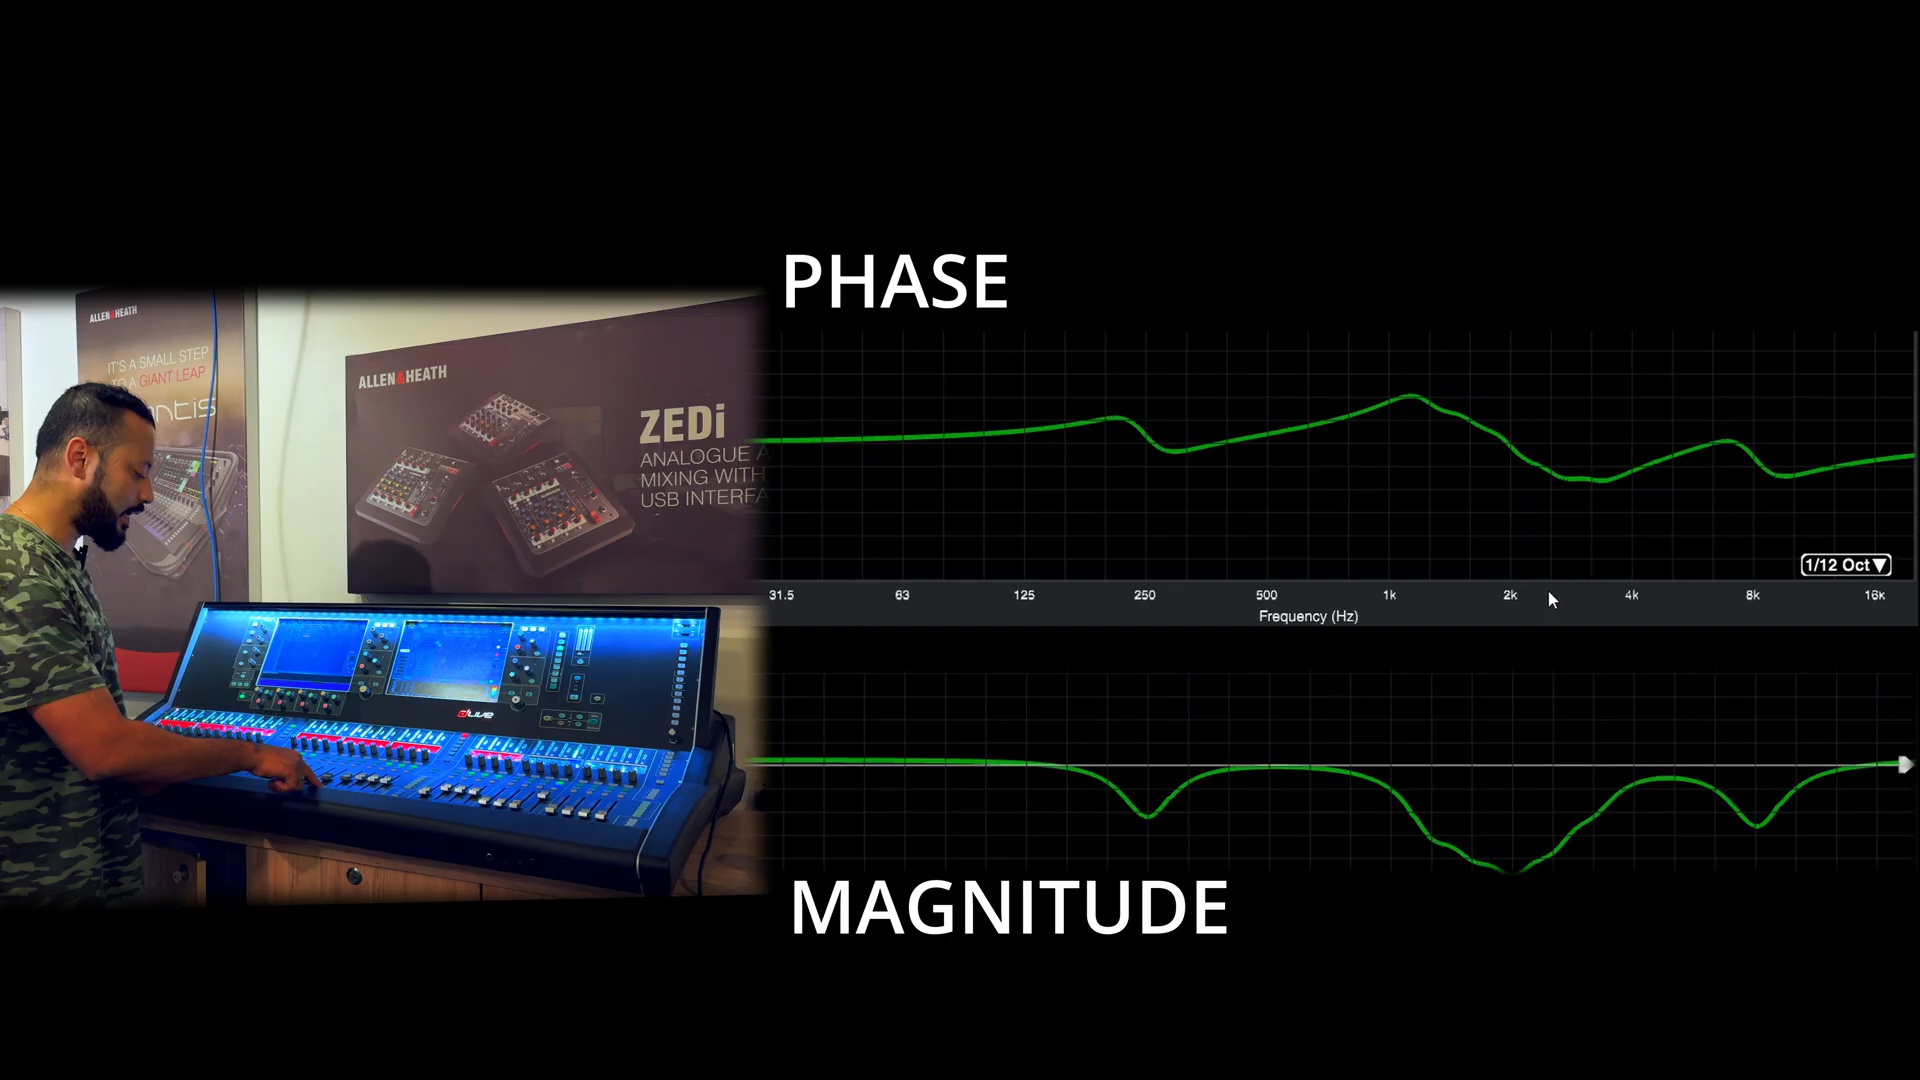 PHASE
ALLEN&HEATH
IT'S A SMALL STEP
TO A GIANT LEAP
ntis
ALLEN&HEATH
ZEDi
ANALOGUE A
MIXING WITH
USB INTERFA
dLIVE
1/12 Oct▼
31.5 63 125 250 500 1k 2k 4k 8k 16k
Frequency (Hz)
MAGNITUDE